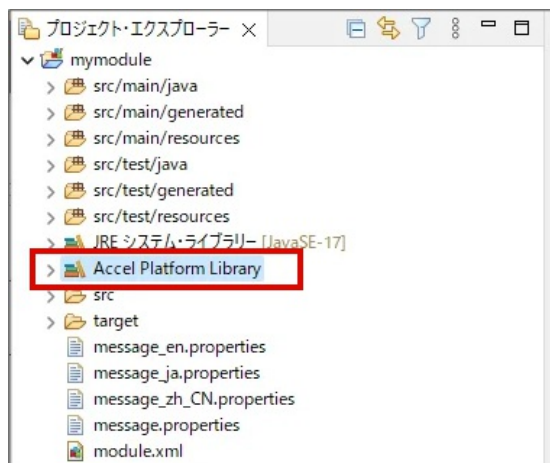 プロジェクト・エクスプローラー
mymodule
src/main/java
src/main/generated
src/main/resources
src/test/java
src/test/generated
src/test/resources
JRE システム・ライブラリー [JavaSE-17]
Accel Platform Library
src
target
message_en.properties
message_ja.properties
message_zh_CN.properties
message.properties
module.xml